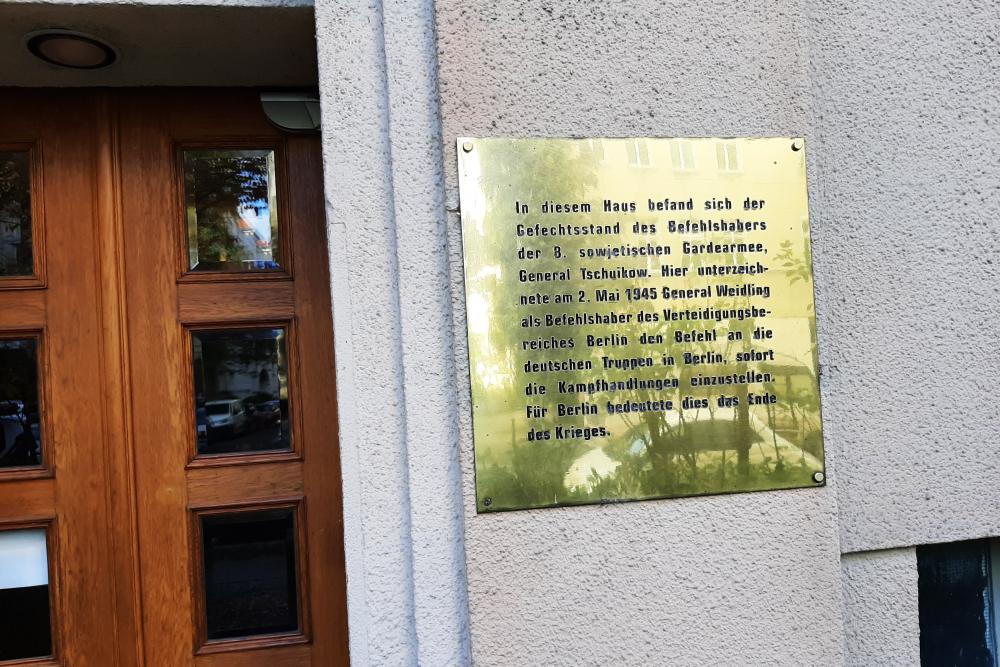 In diesem Haus befand sich der
Gefechtsstand des Befehlshabers
der 8. sowjetischen Gardearmee,
General Tschuikow. Hier unterzeich-
nete am 2. Mai 1945 General Weidling
als Befehlshaber des Verteidigungsbe-
reiches Berlin den Befehl an die
deutschen Truppen in Berlin, sofort
die Kampfhandlungen einzustellen.
Für Berlin bedeutete dies das Ende
des Krieges.